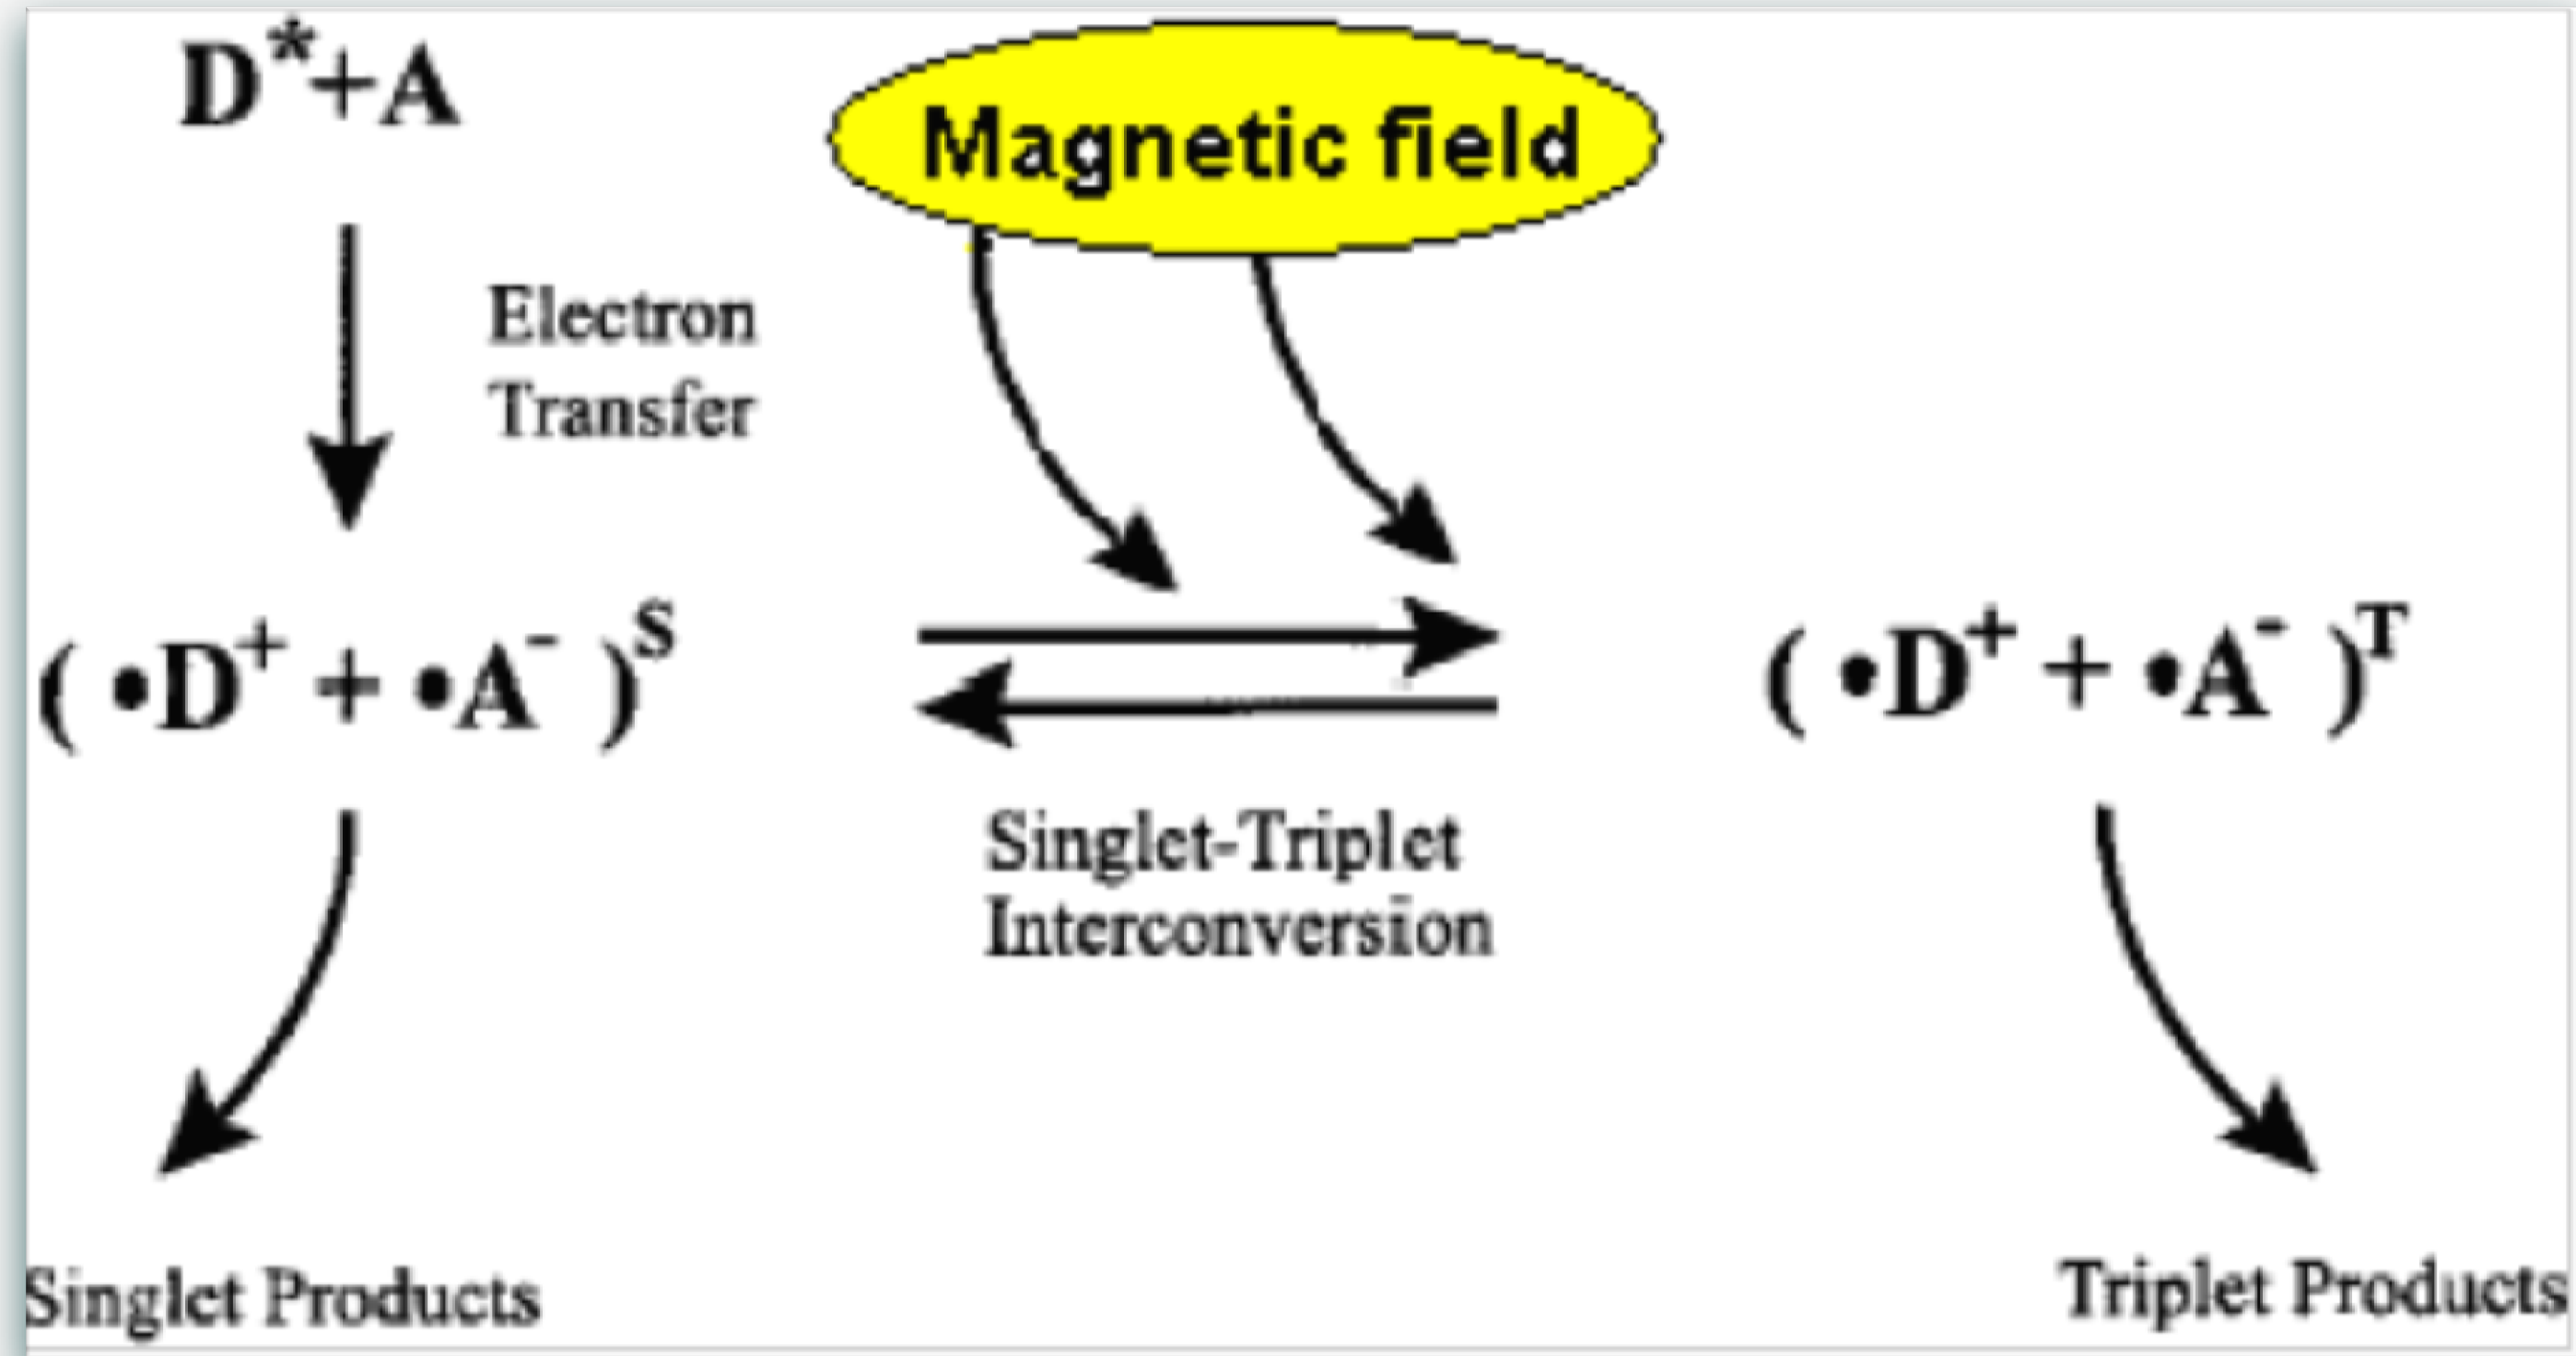 D*+A
Magnetic field
Electron
Transfer
( •D⁺ + •A⁻ )ˢ
( •D⁺ + •A⁻ )ᵀ
Singlet-Triplet
Interconversion
Singlet Products
Triplet Products